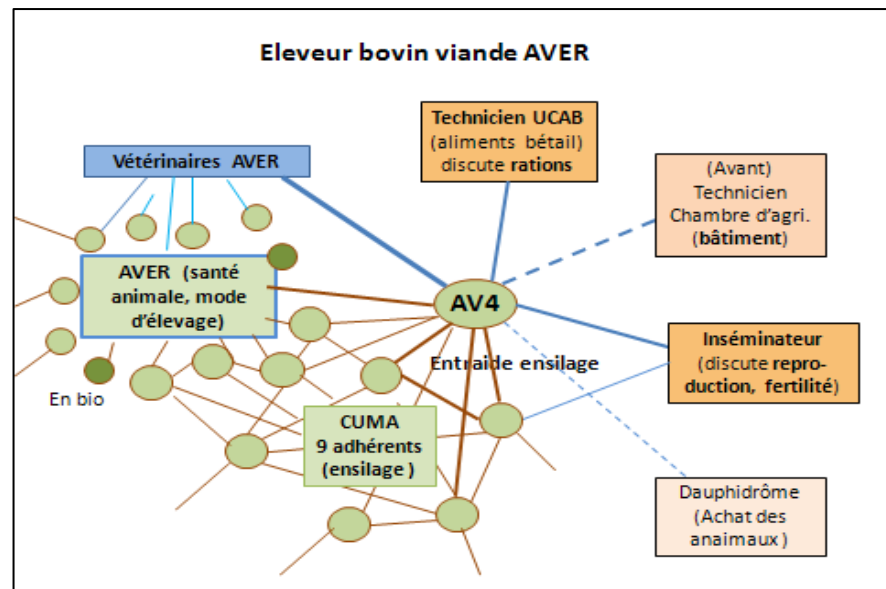 Eleveur bovin viande AVER
Technicien UCAB
(aliments bétail)
discute rations
Vétérinaires AVER
(Avant)
Technicien
Chambre d'agri.
(bâtiment)
AVER (santé
animale, mode
d'élevage)
AV4
Inséminateur
(discute repro-
duction, fertilité)
Entraide ensilage
En bio
CUMA
9 adhérents
(ensilage )
Dauphidrôme
(Achat des
anaimaux )